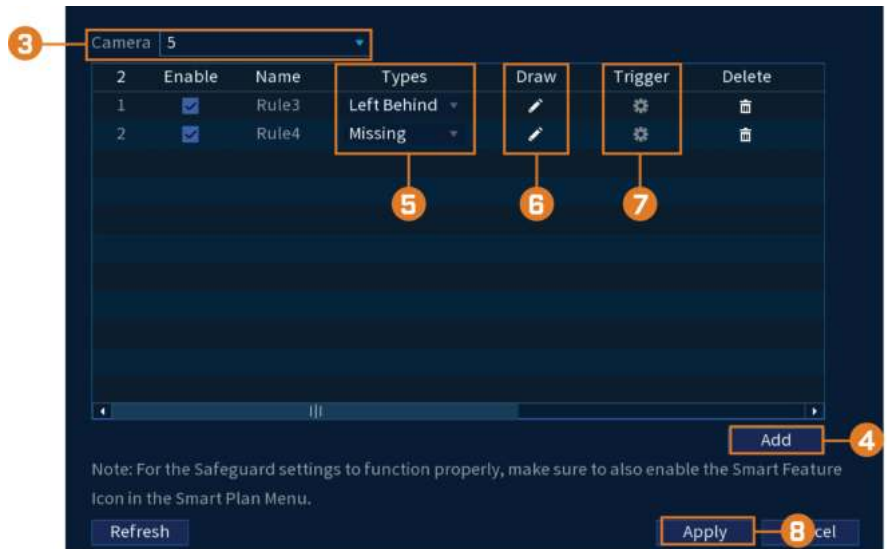 3 Camera 5
2 Enable Name Types Draw Trigger Delete
1 Rule3 Left Behind
2 Rule4 Missing
5 6 7
Add 4
Note: For the Safeguard settings to function properly, make sure to also enable the Smart Feature
Icon in the Smart Plan Menu.
Refresh Apply 8 cel